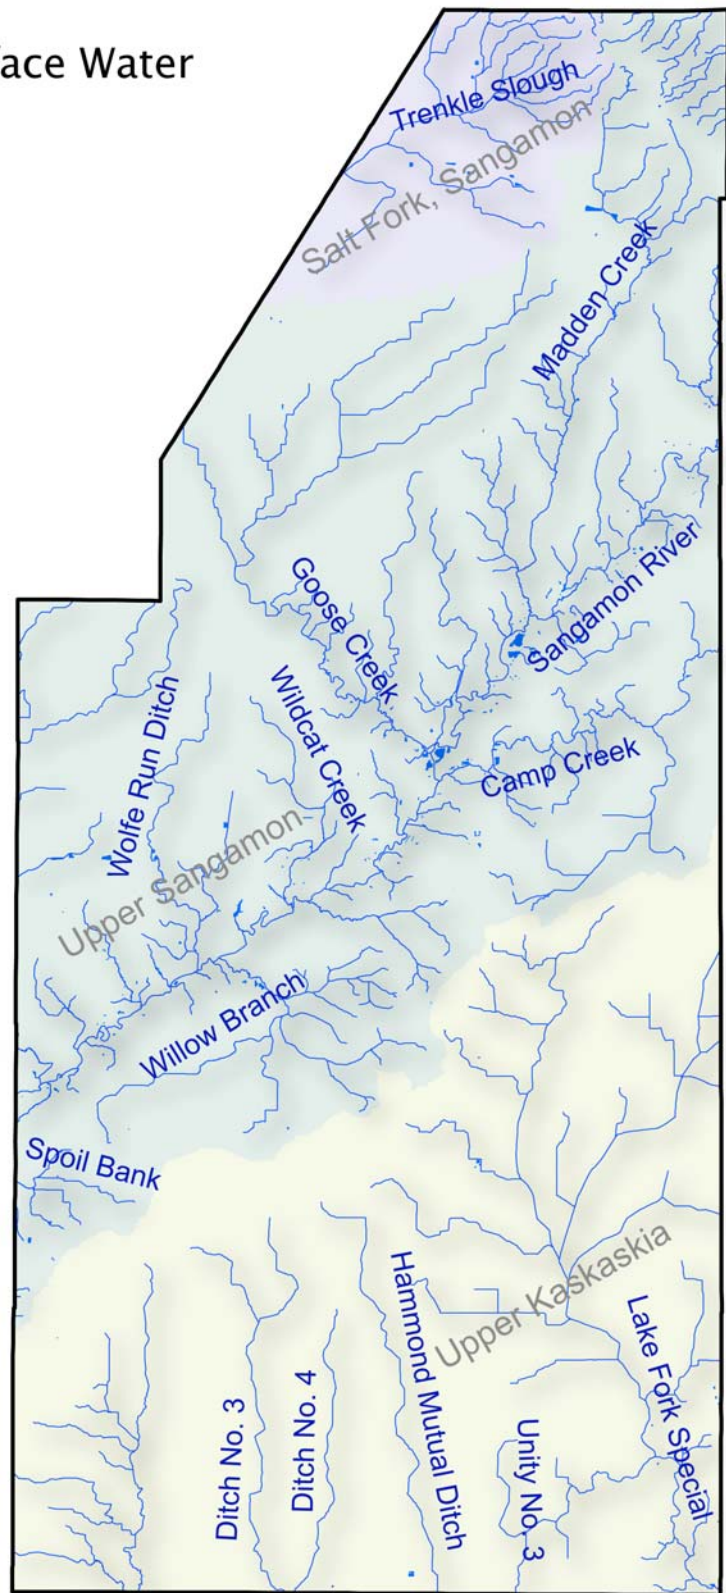 ace Water
Trenkle Slough
Salt Fork, Sangamon
Madden Creek
Sangamon River
Goose Creek
Wildcat Creek
Wolfe Run Ditch
Camp Creek
Upper Sangamon
Willow Branch
Spoil Bank
Upper Kaskaskia
Hammond Mutual Ditch
Lake Fork Special
Ditch No. 3
Ditch No. 4
Unity No. 3